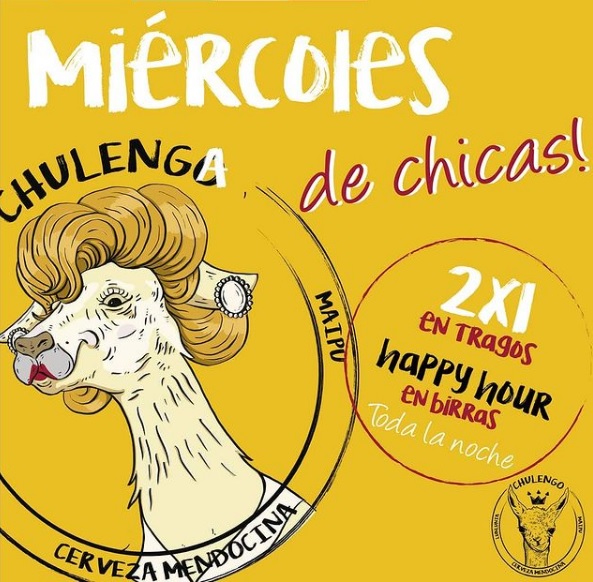 MiéRCOles
de chicas!
CHULENGA
MAIPU
CERVEZA MENDOCINA
2X1
EN TRagos
happy hour
EN biRRas
Toda la noche
CHULENGO
MAIPU
CERVEZA MENDOCINA